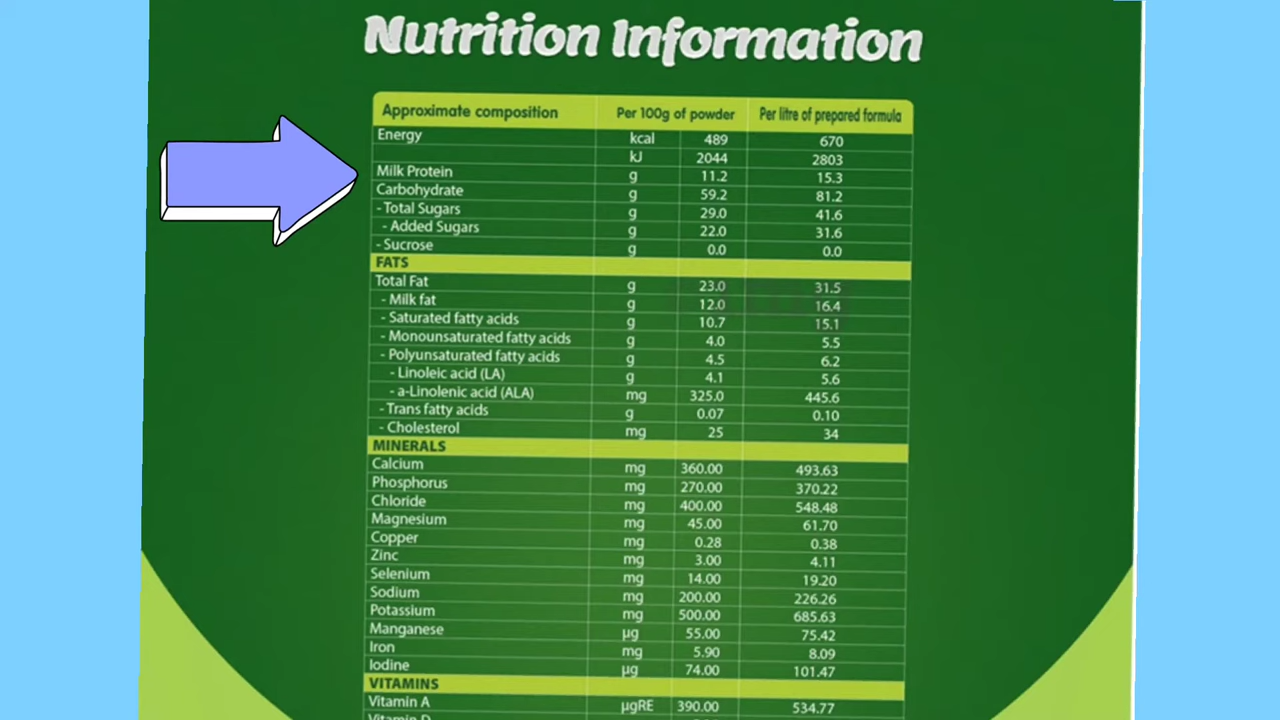 Nutrition Information
Approximate composition Per 100g of powder Per litre of prepared formula
Energy kcal 489 670
kJ 2044 2803
Milk Protein g 11.2 15.3
Carbohydrate g 59.2 81.2
- Total Sugars g 29.0 41.6
- Added Sugars g 22.0 31.6
- Sucrose g 0.0 0.0
FATS
Total Fat g 23.0 31.5
- Milk fat g 12.0 16.4
- Saturated fatty acids g 10.7 15.1
- Monounsaturated fatty acids g 4.0 5.5
- Polyunsaturated fatty acids g 4.5 6.2
- Linoleic acid (LA) g 4.1 5.6
- a-Linolenic acid (ALA) mg 325.0 445.6
- Trans fatty acids g 0.07 0.10
- Cholesterol mg 25 34
MINERALS
Calcium mg 360.00 493.63
Phosphorus mg 270.00 370.22
Chloride mg 400.00 548.48
Magnesium mg 45.00 61.70
Copper mg 0.28 0.38
Zinc mg 3.00 4.11
Selenium mg 14.00 19.20
Sodium mg 200.00 226.26
Potassium mg 500.00 685.63
Manganese µg 55.00 75.42
Iron mg 5.90 8.09
Iodine µg 74.00 101.47
VITAMINS
Vitamin A µgRE 390.00 534.77